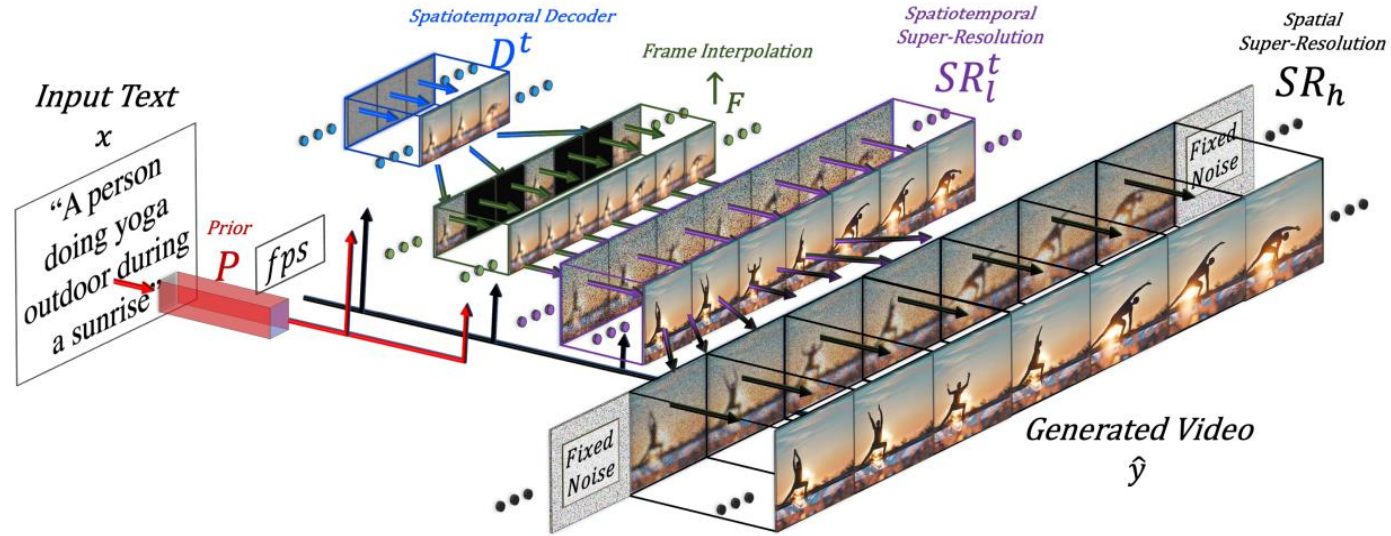 Input Text
x
“A person
doing yoga
outdoor during
a sunrise”
Prior
P
fps
Spatiotemporal Decoder
D^t
Frame Interpolation
↑F
Spatiotemporal
Super-Resolution
SR_l^t
Spatial
Super-Resolution
SR_h
Fixed
Noise
Fixed
Noise
Generated Video
ŷ